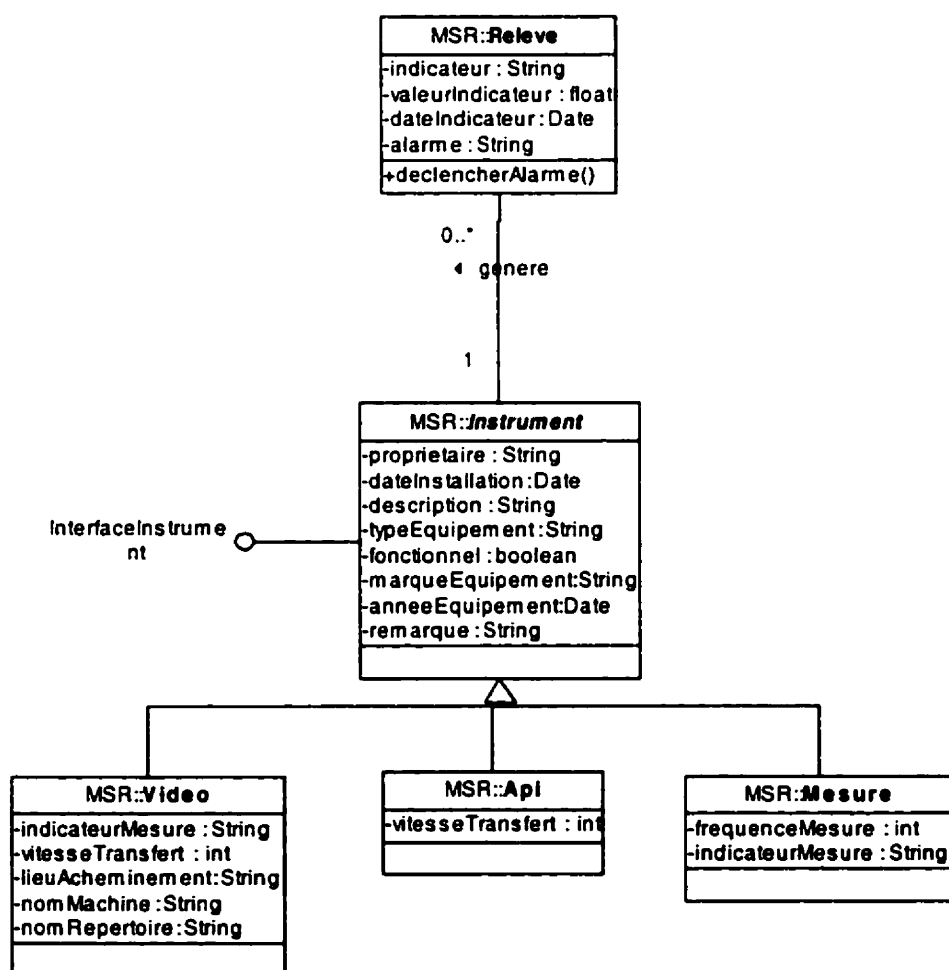 MSR::Releve
-indicateur : String
-valeurIndicateur : float
-dateIndicateur : Date
-alarme : String
+declencherAlarme()
0..*
◄ genere
1
MSR::Instrument
-proprietaire : String
-dateInstallation:Date
-description : String
-typeEquipement:String
-fonctionnel : boolean
-marqueEquipement:String
-anneeEquipement:Date
-remarque : String
InterfaceInstrume
nt
MSR::Video
-indicateurMesure : String
-vitesseTransfert : int
-lieuAcheminement:String
-nomMachine:String
-nomRepertoire:String
MSR::Api
-vitesseTransfert : int
MSR::Mesure
-frequenceMesure : int
-indicateurMesure : String